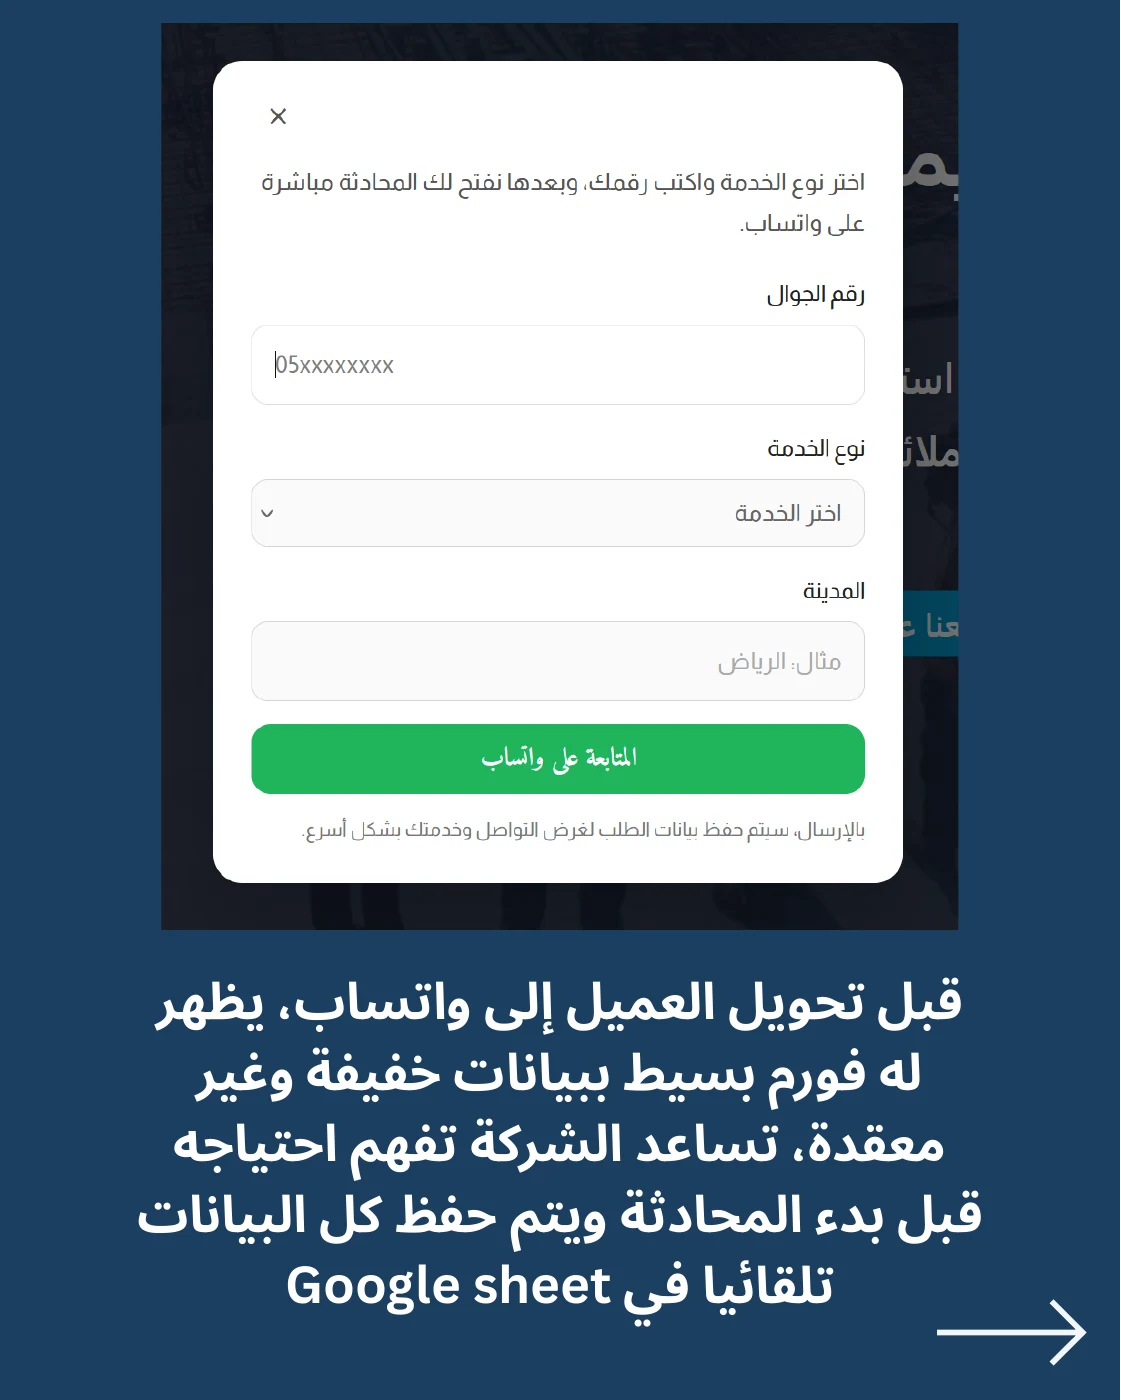 اختر نوع الخدمة واكتب رقمك، وبعدها نفتح لك المحادثة مباشرة
على واتساب.
رقم الجوال
05xxxxxxxx
نوع الخدمة
اختر الخدمة
المدينة
مثال: الرياض
المتابعة على واتساب
بالإرسال، سيتم حفظ بيانات الطلب لغرض التواصل وخدمتك بشكل أسرع.
قبل تحويل العميل إلى واتساب، يظهر
له فورم بسيط ببيانات خفيفة وغير
معقدة، تساعد الشركة تفهم احتياجه
قبل بدء المحادثة ويتم حفظ كل البيانات
تلقائيا في Google sheet